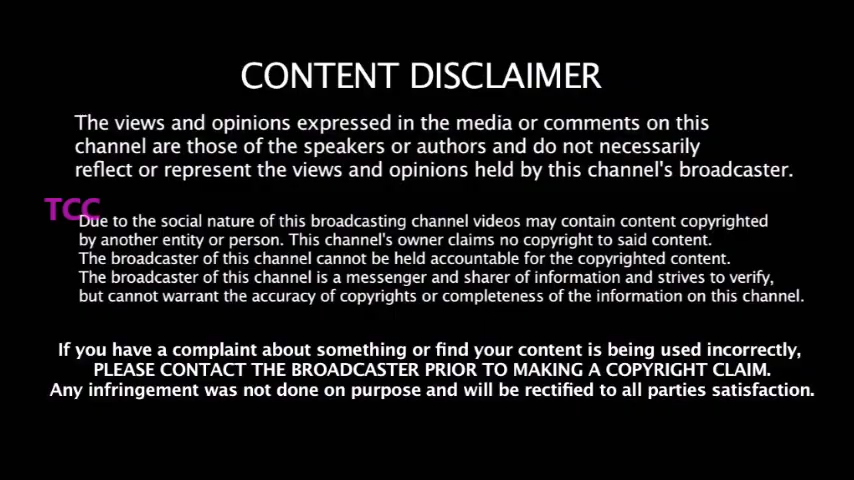 CONTENT DISCLAIMER
The views and opinions expressed in the media or comments on this
channel are those of the speakers or authors and do not necessarily
reflect or represent the views and opinions held by this channel's broadcaster.
TCC
Due to the social nature of this broadcasting channel videos may contain content copyrighted
by another entity or person. This channel's owner claims no copyright to said content.
The broadcaster of this channel cannot be held accountable for the copyrighted content.
The broadcaster of this channel is a messenger and sharer of information and strives to verify,
but cannot warrant the accuracy of copyrights or completeness of the information on this channel.
If you have a complaint about something or find your content is being used incorrectly,
PLEASE CONTACT THE BROADCASTER PRIOR TO MAKING A COPYRIGHT CLAIM.
Any infringement was not done on purpose and will be rectified to all parties satisfaction.